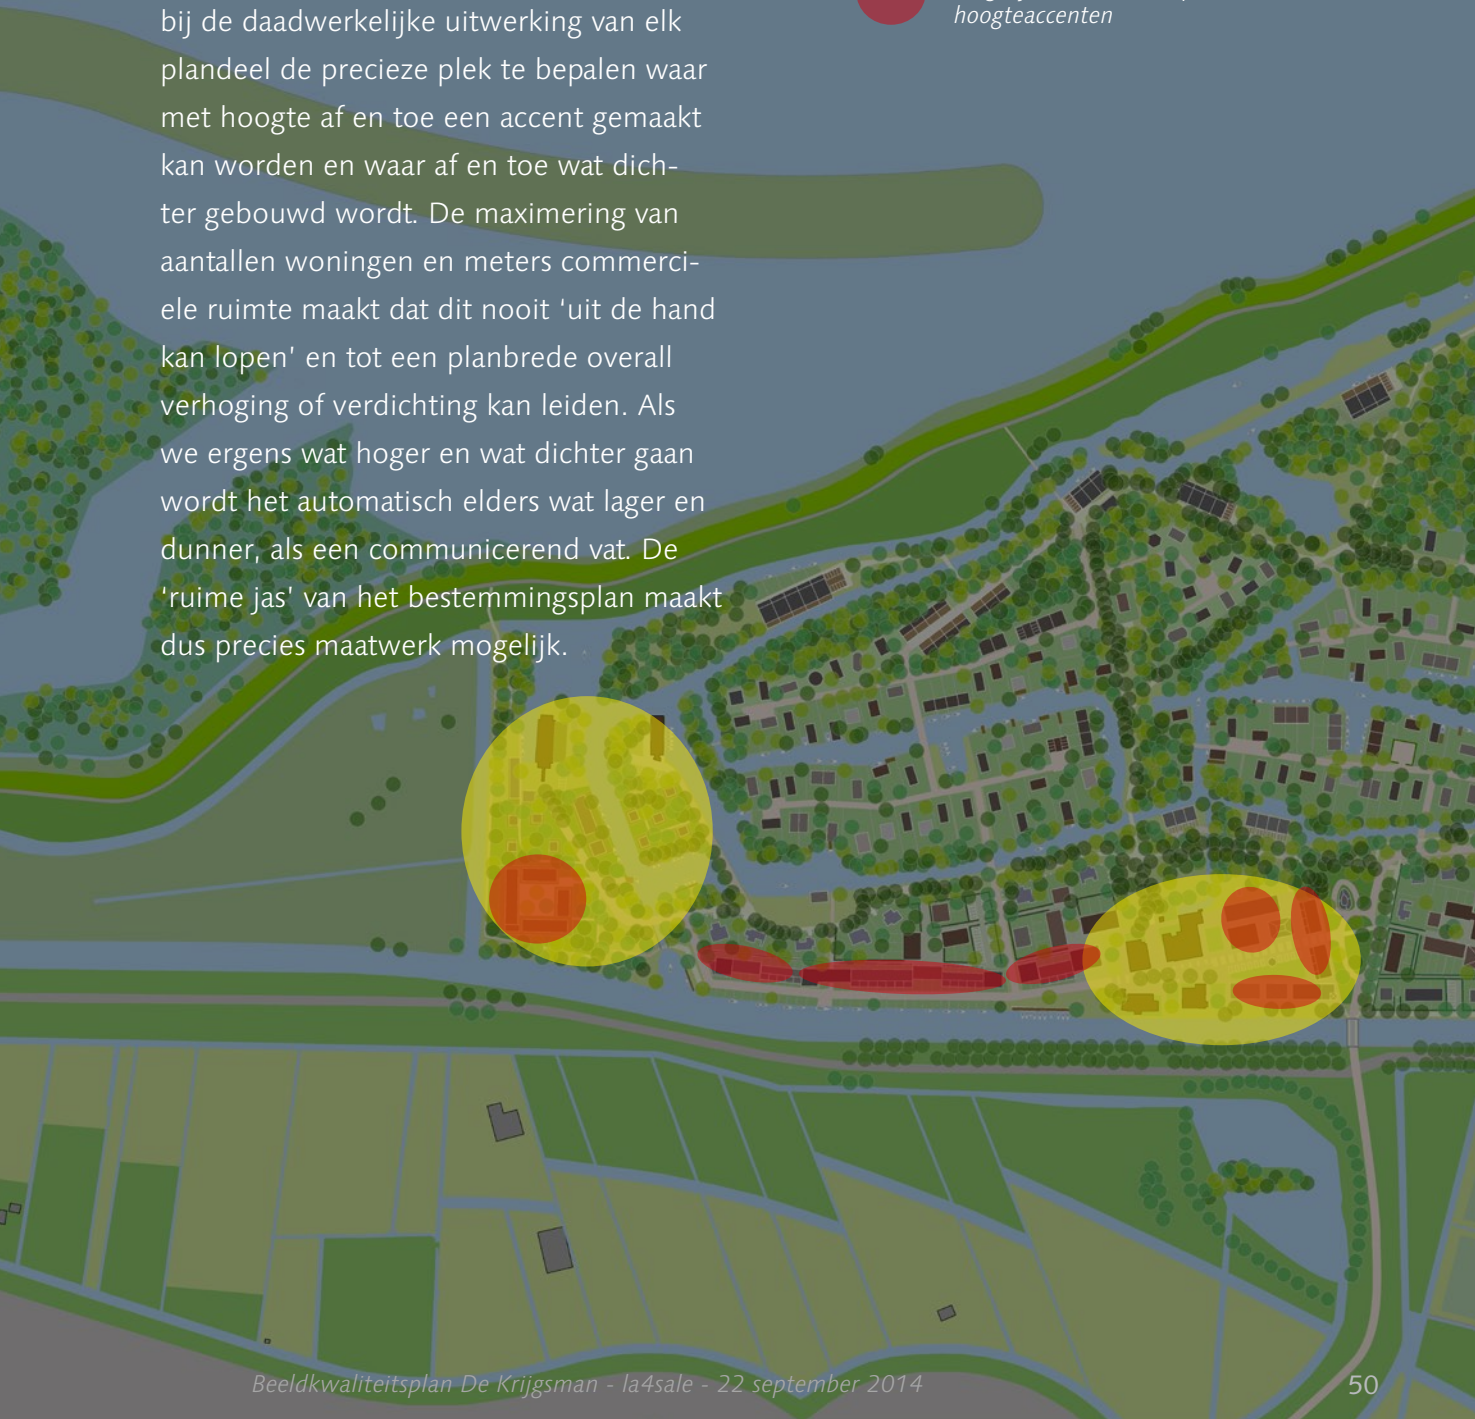 bij de daadwerkelijke uitwerking van elk
plandeel de precieze plek te bepalen waar
met hoogte af en toe een accent gemaakt
kan worden en waar af en toe wat dich-
ter gebouwd wordt. De maximering van
aantallen woningen en meters commerci-
ele ruimte maakt dat dit nooit ‘uit de hand
kan lopen’ en tot een planbrede overall
verhoging of verdichting kan leiden. Als
we ergens wat hoger en wat dichter gaan
wordt het automatisch elders wat lager en
dunner, als een communicerend vat. De
‘ruime jas’ van het bestemmingsplan maakt
dus precies maatwerk mogelijk.
hoogteaccenten
Beeldkwaliteitsplan De Krijgsman - la4sale - 22 september 2014
50